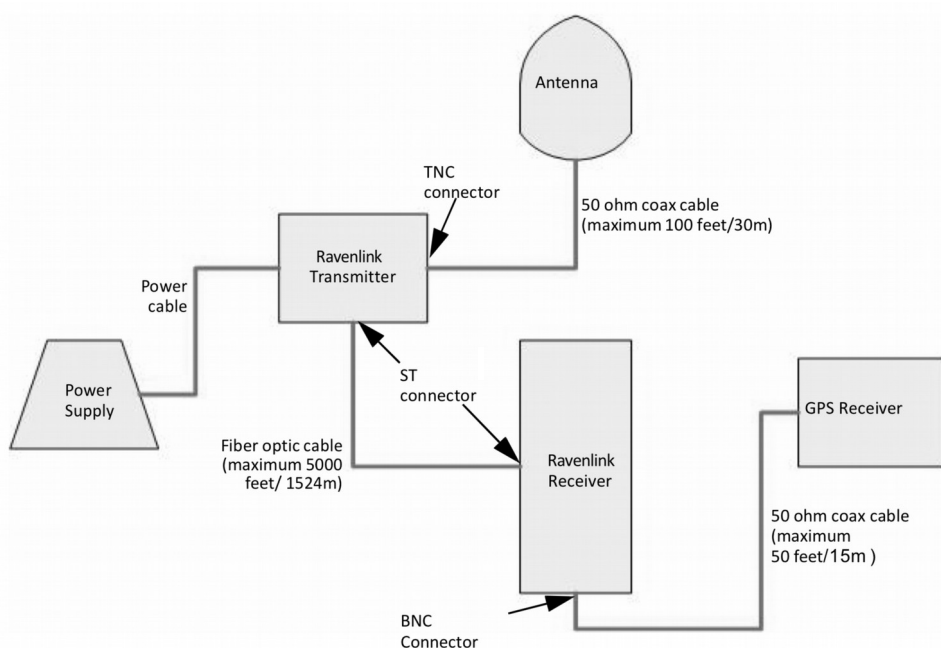 Antenna
TNC
connector
50 ohm coax cable
(maximum 100 feet/30m)
Ravenlink
Transmitter
Power
cable
Power
Supply
ST
connector
GPS Receiver
Fiber optic cable
(maximum 5000
feet/ 1524m)
Ravenlink
Receiver
50 ohm coax cable
(maximum
50 feet/15m )
BNC
Connector